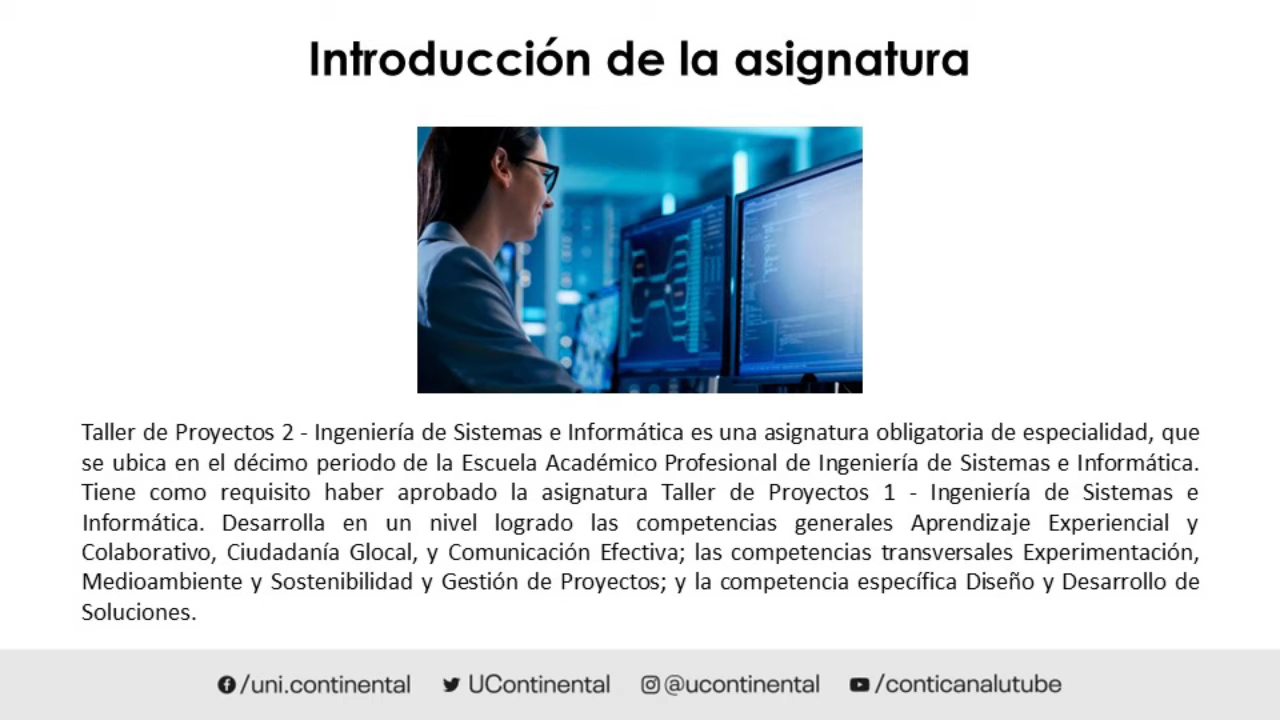 Introducción de la asignatura
Taller de Proyectos 2 - Ingeniería de Sistemas e Informática es una asignatura obligatoria de especialidad, que
se ubica en el décimo periodo de la Escuela Académico Profesional de Ingeniería de Sistemas e Informática.
Tiene como requisito haber aprobado la asignatura Taller de Proyectos 1 - Ingeniería de Sistemas e
Informática. Desarrolla en un nivel logrado las competencias generales Aprendizaje Experiencial y
Colaborativo, Ciudadanía Glocal, y Comunicación Efectiva; las competencias transversales Experimentación,
Medioambiente y Sostenibilidad y Gestión de Proyectos; y la competencia específica Diseño y Desarrollo de
Soluciones.
/uni.continental UContinental @ucontinental /conticanalutube